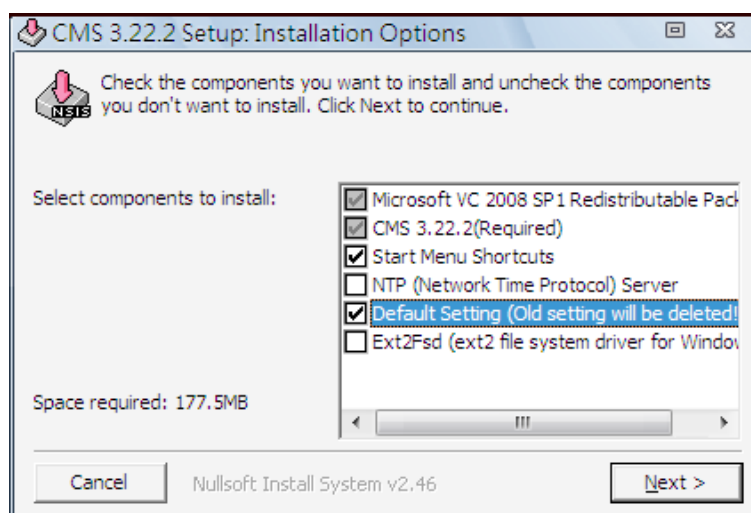 CMS 3.22.2 Setup: Installation Options
Check the components you want to install and uncheck the components
you don't want to install. Click Next to continue.
NSIS
Select components to install:
Microsoft VC 2008 SP1 Redistributable Pack
CMS 3.22.2(Required)
Start Menu Shortcuts
NTP (Network Time Protocol) Server
Default Setting (Old setting will be deleted!
Ext2Fsd (ext2 file system driver for Window
Space required: 177.5MB
Cancel
Nullsoft Install System v2.46
Next >